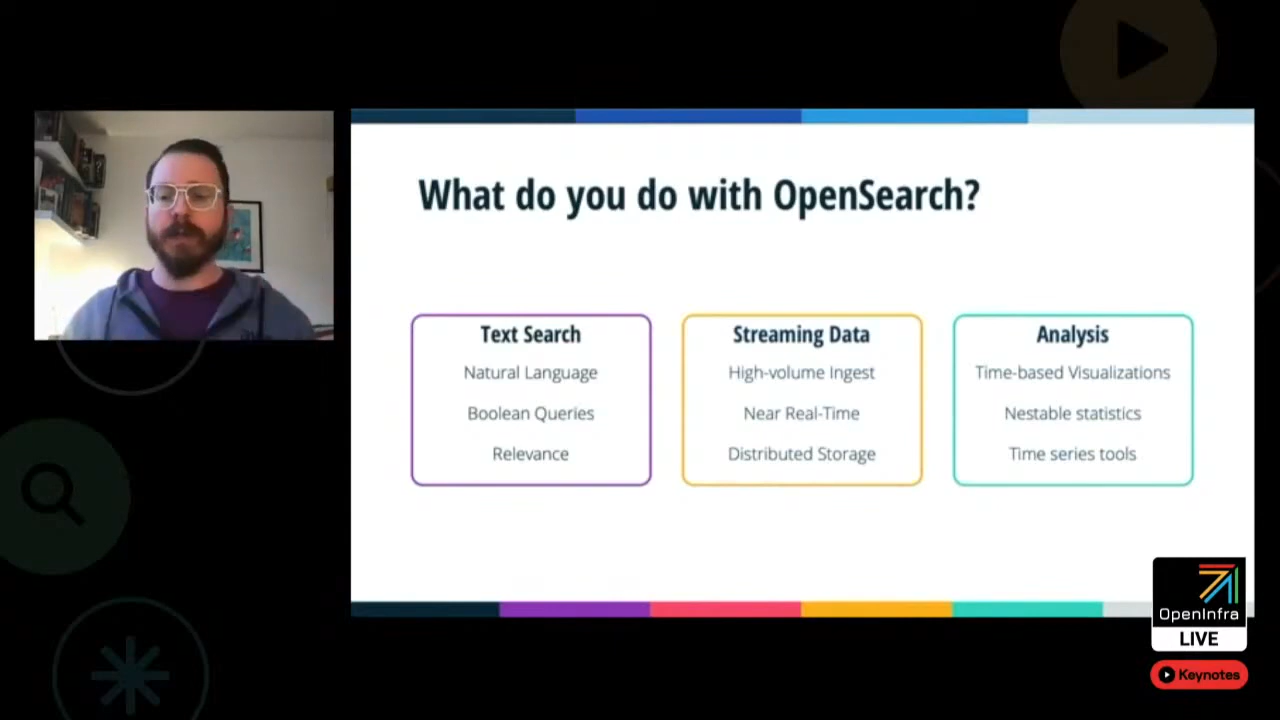 What do you do with OpenSearch?
Text Search
Natural Language
Boolean Queries
Relevance
Streaming Data
High-volume Ingest
Near Real-Time
Distributed Storage
Analysis
Time-based Visualizations
Nestable statistics
Time series tools
OpenInfra
LIVE
Keynotes